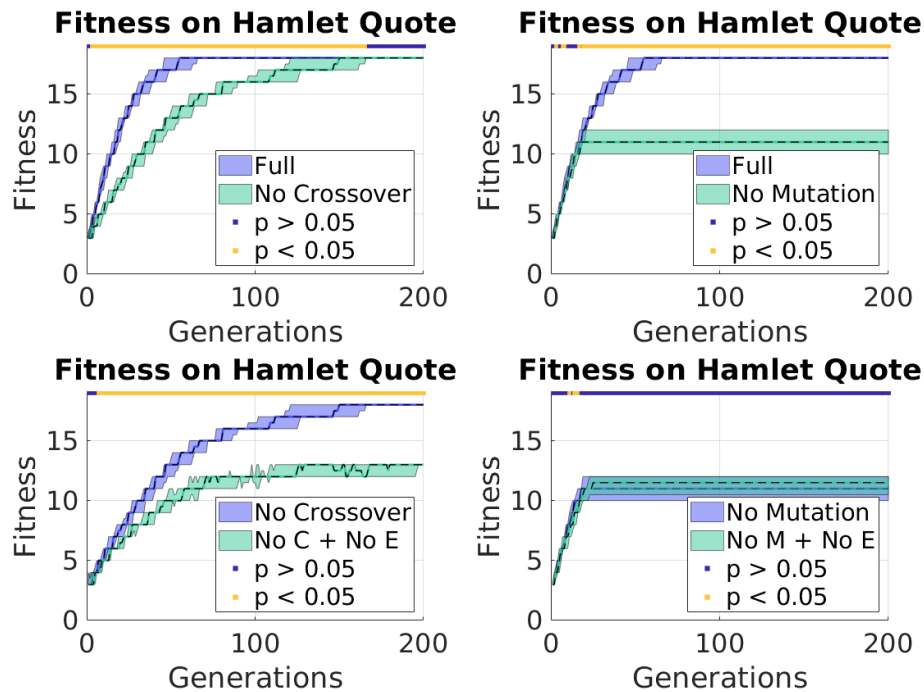 Fitness on Hamlet Quote
Fitness
15
10
5
0
Full
No Crossover
p > 0.05
p < 0.05
0 100 200
Generations
Fitness on Hamlet Quote
Fitness
15
10
5
0
Full
No Mutation
p > 0.05
p < 0.05
0 100 200
Generations
Fitness on Hamlet Quote
Fitness
15
10
5
0
No Crossover
No C + No E
p > 0.05
p < 0.05
0 100 200
Generations
Fitness on Hamlet Quote
Fitness
15
10
5
0
No Mutation
No M + No E
p > 0.05
p < 0.05
0 100 200
Generations